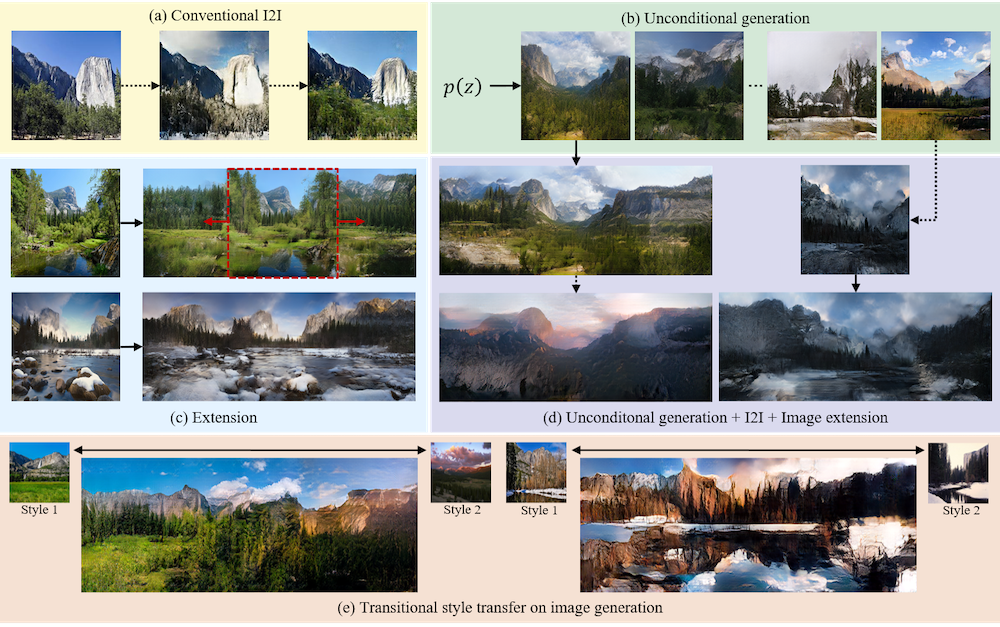 (a) Conventional I2I
(b) Unconditional generation
p(z)
(c) Extension
(d) Unconditonal generation + I2I + Image extension
Style 1
Style 2
Style 1
Style 2
(e) Transitional style transfer on image generation